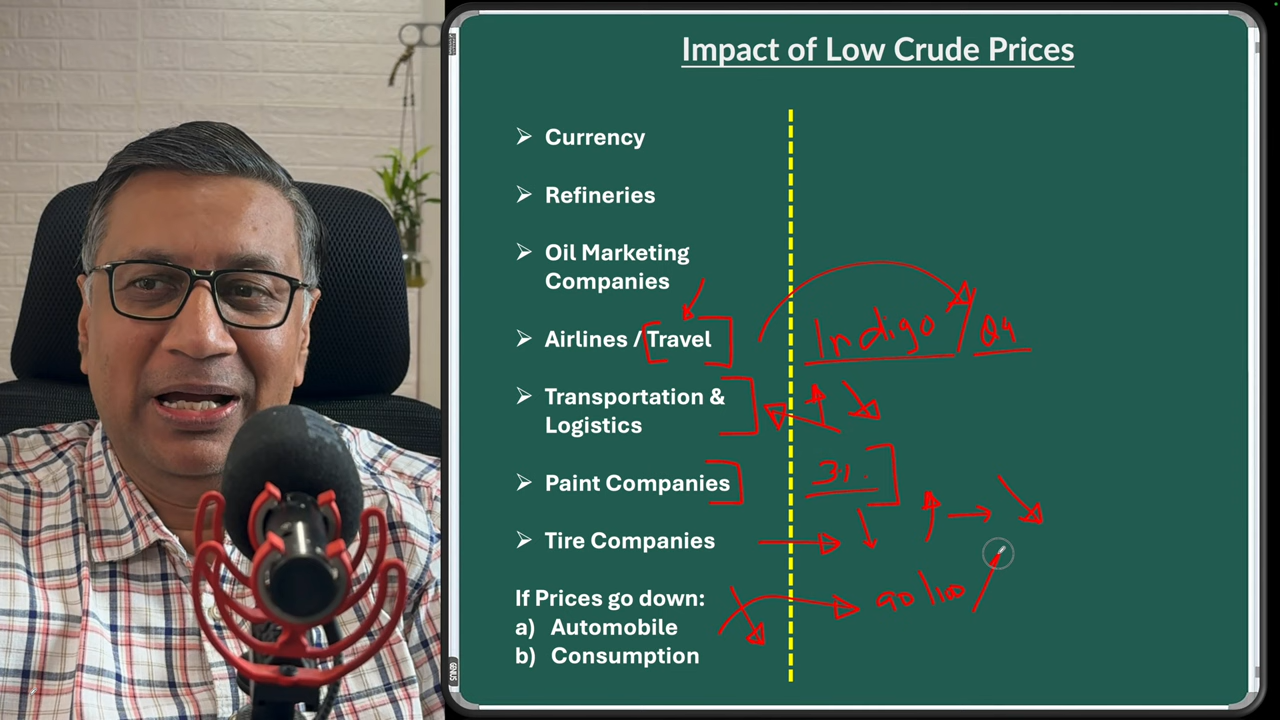 Impact of Low Crude Prices
➢ Currency
➢ Refineries
➢ Oil Marketing
Companies
➢ Airlines / Travel
Indigo / Q4
➢ Transportation &
Logistics
➢ Paint Companies
➢ Tire Companies
If Prices go down:
a) Automobile
90/100/
b) Consumption